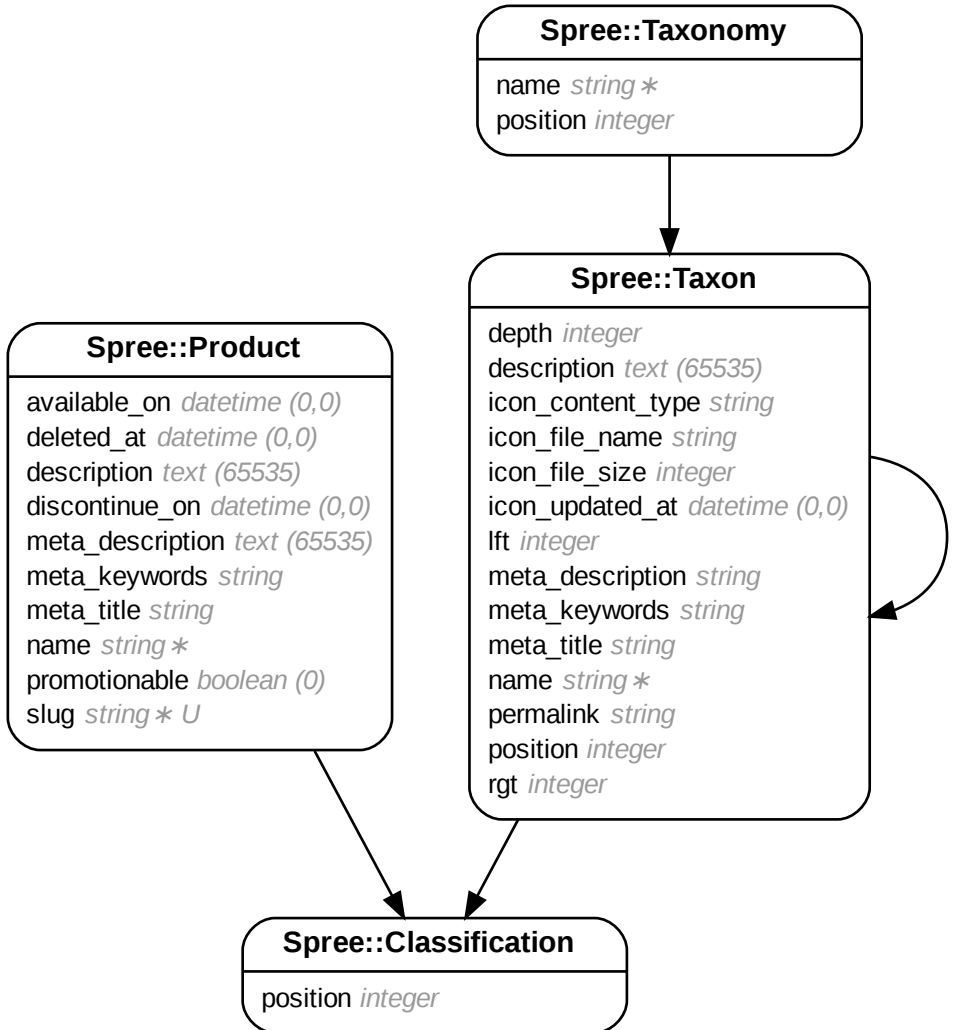 Spree::Taxonomy
name string∗
position integer
Spree::Taxon
depth integer
description text (65535)
icon_content_type string
icon_file_name string
icon_file_size integer
icon_updated_at datetime (0,0)
lft integer
meta_description string
meta_keywords string
meta_title string
name string∗
permalink string
position integer
rgt integer
Spree::Product
available_on datetime (0,0)
deleted_at datetime (0,0)
description text (65535)
discontinue_on datetime (0,0)
meta_description text (65535)
meta_keywords string
meta_title string
name string∗
promotionable boolean (0)
slug string∗ U
Spree::Classification
position integer